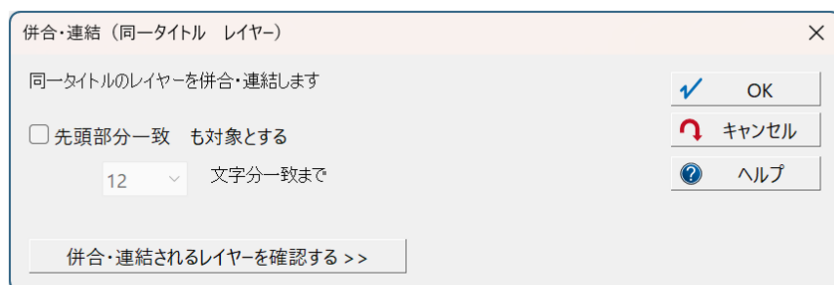 併合・連結（同一タイトル　レイヤー）
同一タイトルのレイヤーを併合・連結します
OK
先頭部分一致　も対象とする
キャンセル
12 文字分一致まで
ヘルプ
併合・連結されるレイヤーを確認する >>